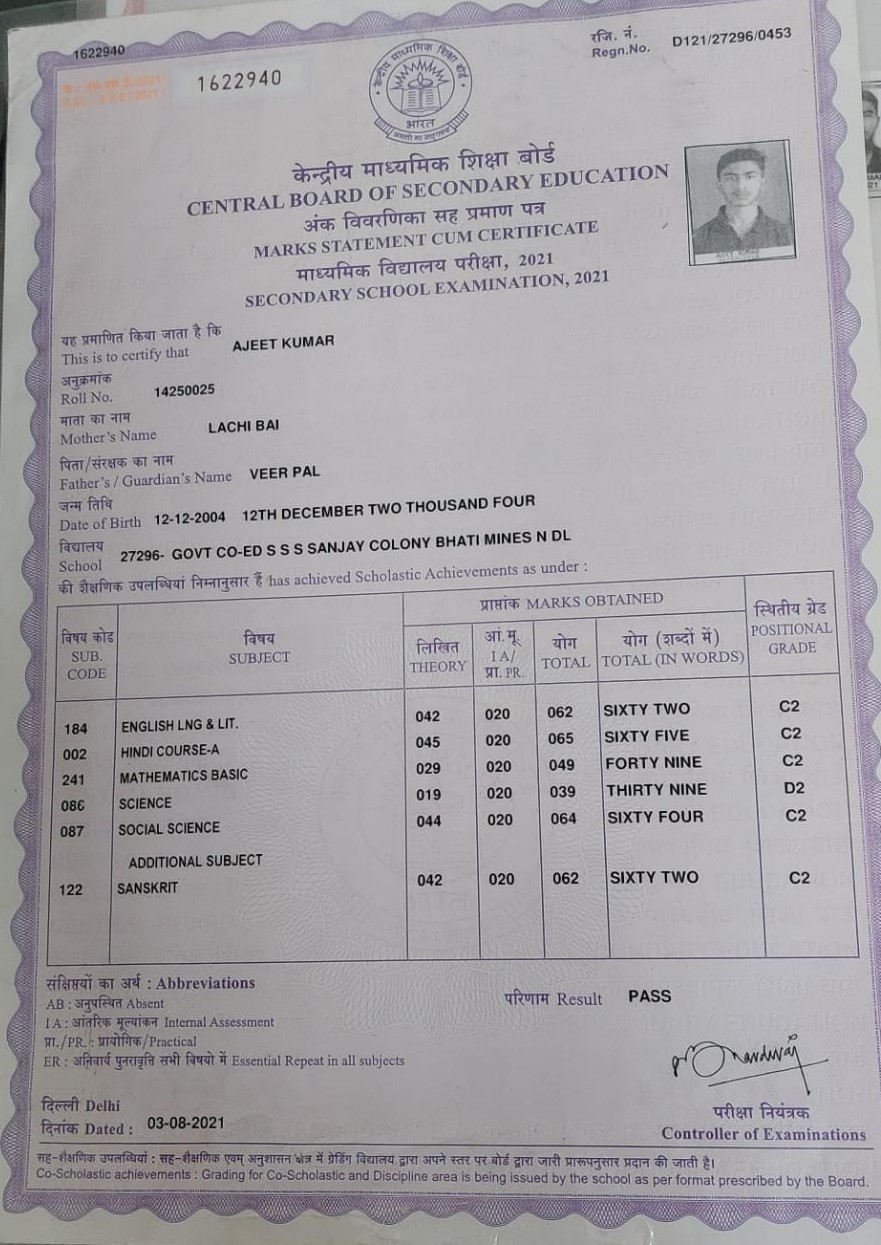 1622940
1622940
रजि. नं.
Regn.No. D121/27296/0453
केन्द्रीय माध्यमिक शिक्षा बोर्ड
भारत
असतो मा सद्गमय
केन्द्रीय माध्यमिक शिक्षा बोर्ड
CENTRAL BOARD OF SECONDARY EDUCATION
अंक विवरणिका सह प्रमाण पत्र
MARKS STATEMENT CUM CERTIFICATE
माध्यमिक विद्यालय परीक्षा, 2021
SECONDARY SCHOOL EXAMINATION, 2021
यह प्रमाणित किया जाता है कि
This is to certify that AJEET KUMAR
अनुक्रमांक
Roll No. 14250025
माता का नाम
Mother's Name LACHI BAI
पिता/संरक्षक का नाम
Father's / Guardian's Name VEER PAL
जन्म तिथि
Date of Birth 12-12-2004 12TH DECEMBER TWO THOUSAND FOUR
विद्यालय
School 27296- GOVT CO-ED S S S SANJAY COLONY BHATI MINES N DL
की शैक्षणिक उपलब्धियां निम्नानुसार हैं has achieved Scholastic Achievements as under :
विषय कोड
SUB.
CODE
विषय
SUBJECT
प्राप्तांक MARKS OBTAINED
लिखित
THEORY
आं.मू.
I A/
प्रा. PR.
योग
TOTAL
योग (शब्दों में)
TOTAL (IN WORDS)
स्थितीय ग्रेड
POSITIONAL
GRADE
184 ENGLISH LNG & LIT. 042 020 062 SIXTY TWO C2
002 HINDI COURSE-A 045 020 065 SIXTY FIVE C2
241 MATHEMATICS BASIC 029 020 049 FORTY NINE C2
086 SCIENCE 019 020 039 THIRTY NINE D2
087 SOCIAL SCIENCE 044 020 064 SIXTY FOUR C2
ADDITIONAL SUBJECT
122 SANSKRIT 042 020 062 SIXTY TWO C2
संक्षिप्तियों का अर्थ : Abbreviations
AB : अनुपस्थित Absent
I A : आंतरिक मूल्यांकन Internal Assessment
प्रा./PR. : प्रायोगिक/Practical
ER : अनिवार्य पुनरावृत्ति सभी विषयो में Essential Repeat in all subjects
परिणाम Result PASS
दिल्ली Delhi
दिनांक Dated : 03-08-2021
परीक्षा नियंत्रक
Controller of Examinations
सह-शैक्षणिक उपलब्धियां : सह-शैक्षणिक एवम् अनुशासन क्षेत्र में ग्रेडिंग विद्यालय द्वारा अपने स्तर पर बोर्ड द्वारा जारी प्रारूपनुसार प्रदान की जाती है।
Co-Scholastic achievements : Grading for Co-Scholastic and Discipline area is being issued by the school as per format prescribed by the Board.